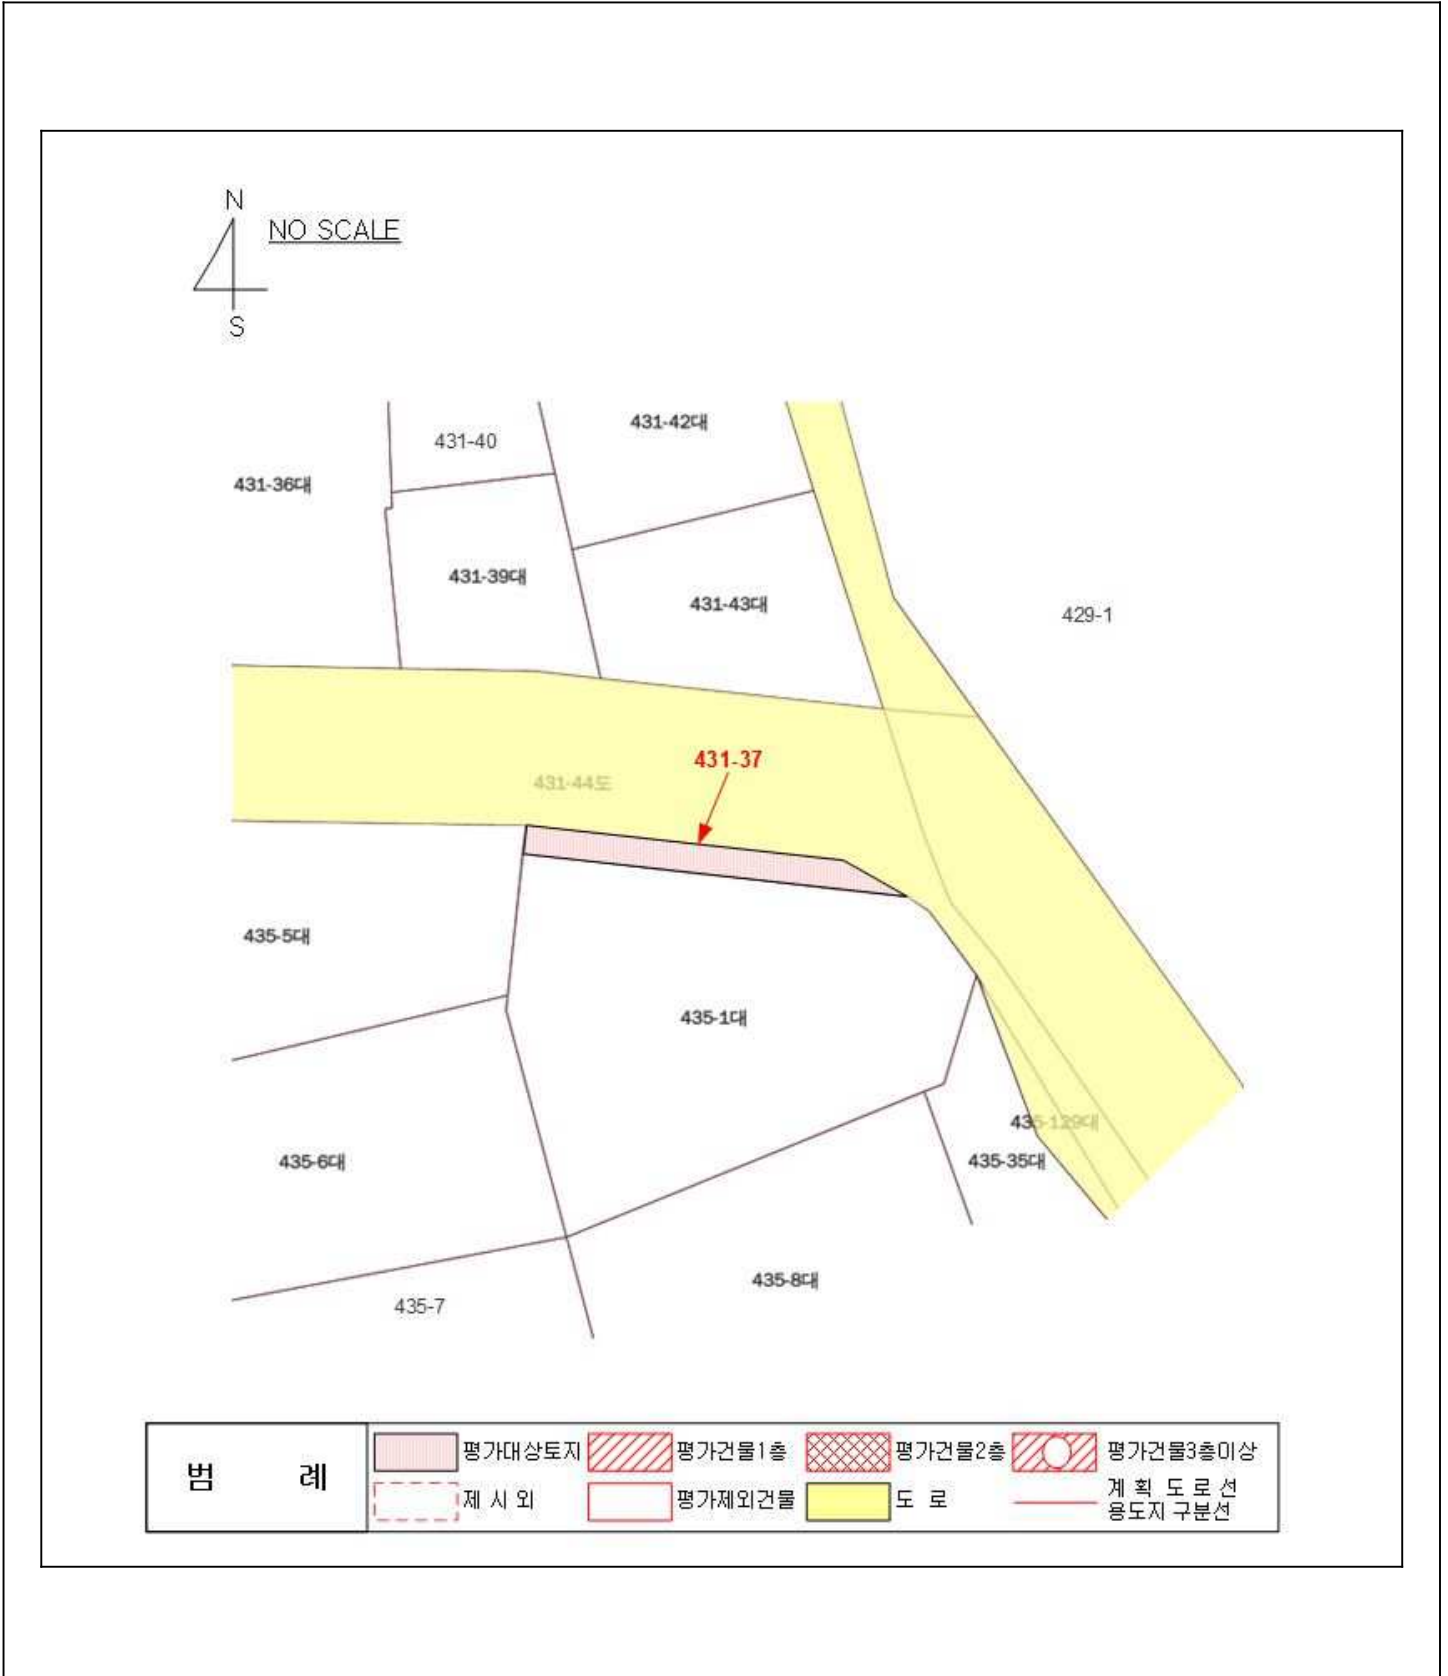 N
NO SCALE
S
431-42대
431-40
431-36대
431-39대
431-43대
429-1
431-37
431-44도
435-5대
435-1대
435-129대
435-6대
435-35대
435-8대
435-7
범 례
평가대상토지
평가건물1층
평가건물2층
평가건물3층이상
제 시 외
평가제외건물
도 로
계 획 도 로 선
용도지 구분선